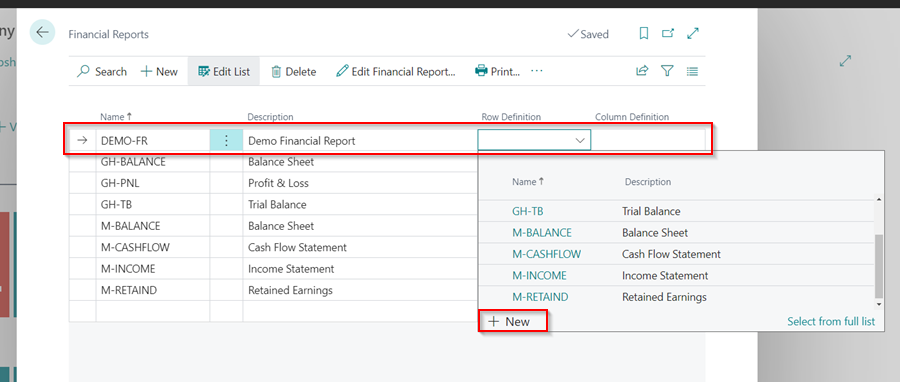 ny
Financial Reports
Saved
osh
Search
New
Edit List
Delete
Edit Financial Report...
Print...
...
+ V
Name ↑ Description Row Definition Column Definition
→ DEMO-FR ⋮ Demo Financial Report
GH-BALANCE Balance Sheet
GH-PNL Profit & Loss
GH-TB Trial Balance
M-BALANCE Balance Sheet
M-CASHFLOW Cash Flow Statement
M-INCOME Income Statement
M-RETAIND Retained Earnings
Name ↑ Description
GH-TB Trial Balance
M-BALANCE Balance Sheet
M-CASHFLOW Cash Flow Statement
M-INCOME Income Statement
M-RETAIND Retained Earnings
+ New Select from full list